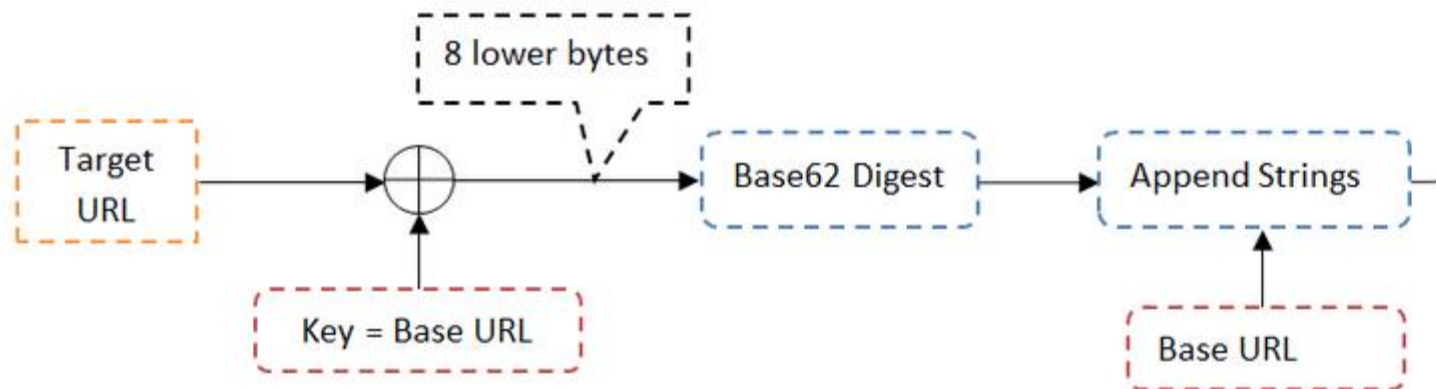 8 lower bytes
Target
URL
Base62 Digest
Append Strings
Key = Base URL
Base URL